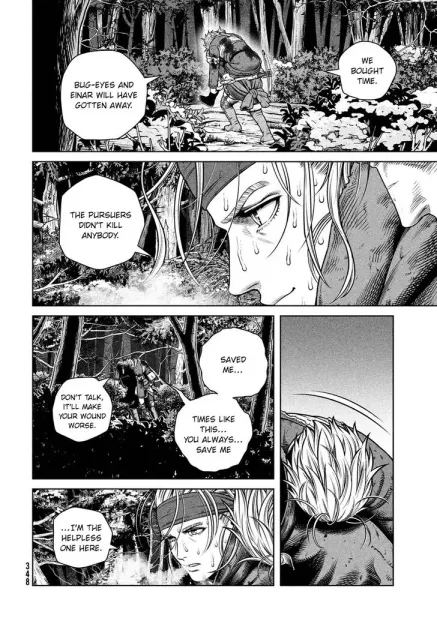 WE
BOUGHT
TIME.
BUG-EYES AND
EINAR WILL HAVE
GOTTEN AWAY.
THE PURSUERS
DIDN'T KILL
ANYBODY.
SAVED
ME...
DON'T TALK,
IT'LL MAKE
YOUR WOUND
WORSE.
TIMES LIKE
THIS...
YOU ALWAYS...
SAVE ME
...I'M THE
HELPLESS
ONE HERE.
348